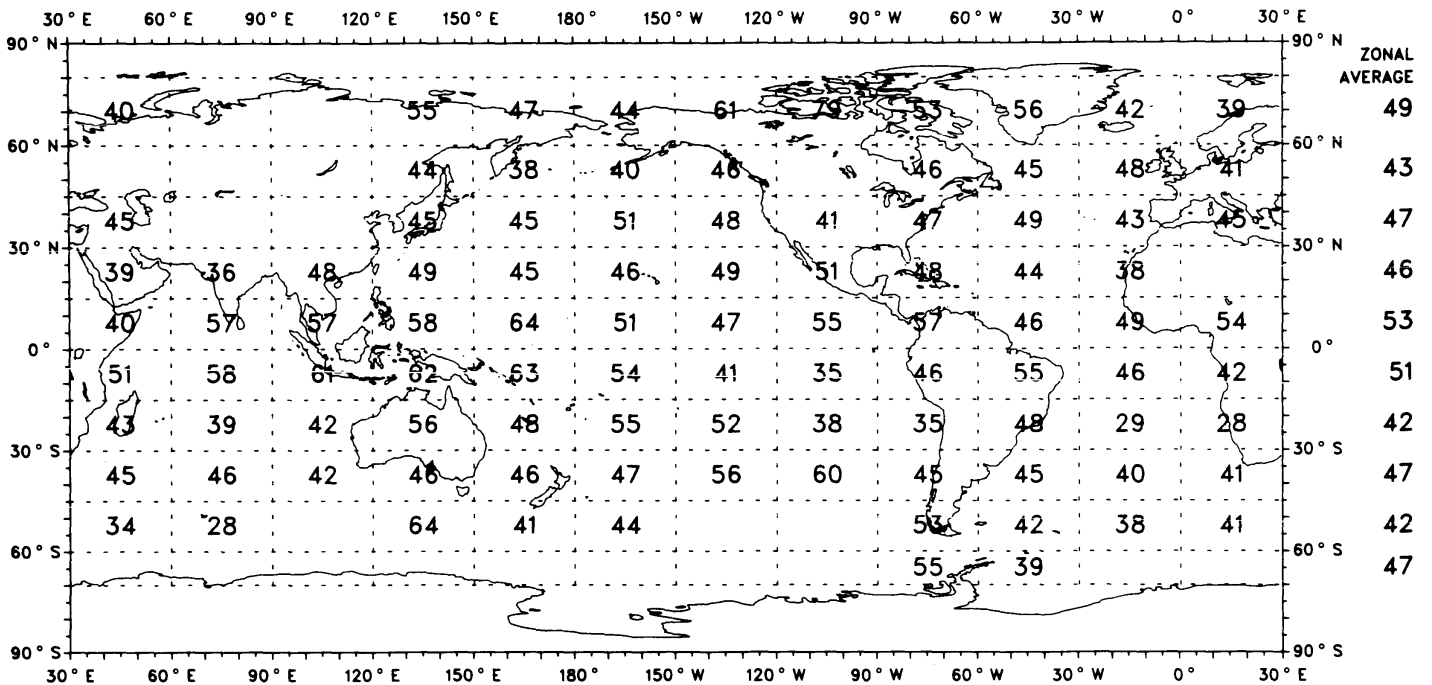 30° E 60° E 90° E 120° E 150° E 180° 150° W 120° W 90° W 60° W 30° W 0° 30° E
90° N 90° N
ZONAL
AVERAGE
40 55 47 44 61 79 53 56 42 39 49
60° N 60° N
44 38 40 46 46 45 48 41 43
45 45 45 51 48 41 47 49 43 45 47
30° N 30° N
39 36 48 49 45 46 49 51 48 44 38 46
40 57 57 58 64 51 47 55 57 46 49 54 53
0° 0°
51 58 61 62 63 54 41 35 46 55 46 42 51
43 39 42 56 48 55 52 38 35 48 29 28 42
30° S 30° S
45 46 42 46 46 47 56 60 45 45 40 41 47
34 28 64 41 44 53 42 38 41 42
60° S 60° S
55 39 47
90° S 90° S
30° E 60° E 90° E 120° E 150° E 180° 150° W 120° W 90° W 60° W 30° W 0° 30° E